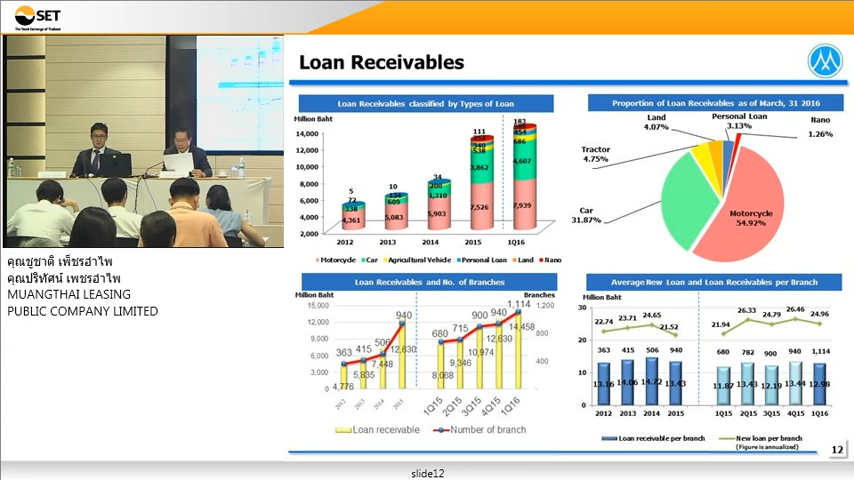 SET
The Stock Exchange of Thailand
Loan Receivables
Loan Receivables classified by Types of Loan
Million Baht
14,000
12,000
10,000
8,000
6,000
4,000
2,000
5
72
338
4,361
10
134
609
5,083
34
200
1,310
5,903
111
340
538
3,862
7,526
183
454
686
4,607
7,939
2012
2013
2014
2015
1Q16
Motorcycle
Car
Agricultural Vehicle
Personal Loan
Land
Nano
Proportion of Loan Receivables as of March, 31 2016
Land
4.07%
Personal Loan
3.13%
Nano
1.26%
Tractor
4.75%
Car
31.87%
Motorcycle
54.92%
คุณชูชาติ เพ็ชรอำไพ
คุณปริทัศน์ เพชรอำไพ
MUANGTHAI LEASING
PUBLIC COMPANY LIMITED
Loan Receivables and No. of Branches
Million Baht
Branches
15,000
12,000
9,000
6,000
3,000
0
1,200
800
400
363
415
506
940
4,776
5,835
7,448
12,630
680
715
900
940
1,114
8,068
9,346
10,974
12,630
14,458
2012
2013
2014
2015
1Q15
2Q15
3Q15
4Q15
1Q16
Loan receivable
Number of branch
Average New Loan and Loan Receivables per Branch
Million Baht
30
20
10
0
22.74
23.71
24.65
21.52
21.94
26.33
24.79
26.46
24.96
363
415
506
940
680
782
900
940
1,114
13.16
14.06
14.72
13.43
11.87
13.43
12.19
13.44
12.98
2012
2013
2014
2015
1Q15
2Q15
3Q15
4Q15
1Q16
Loan receivable per branch
New loan per branch
(Figure is annualized)
12
slide12